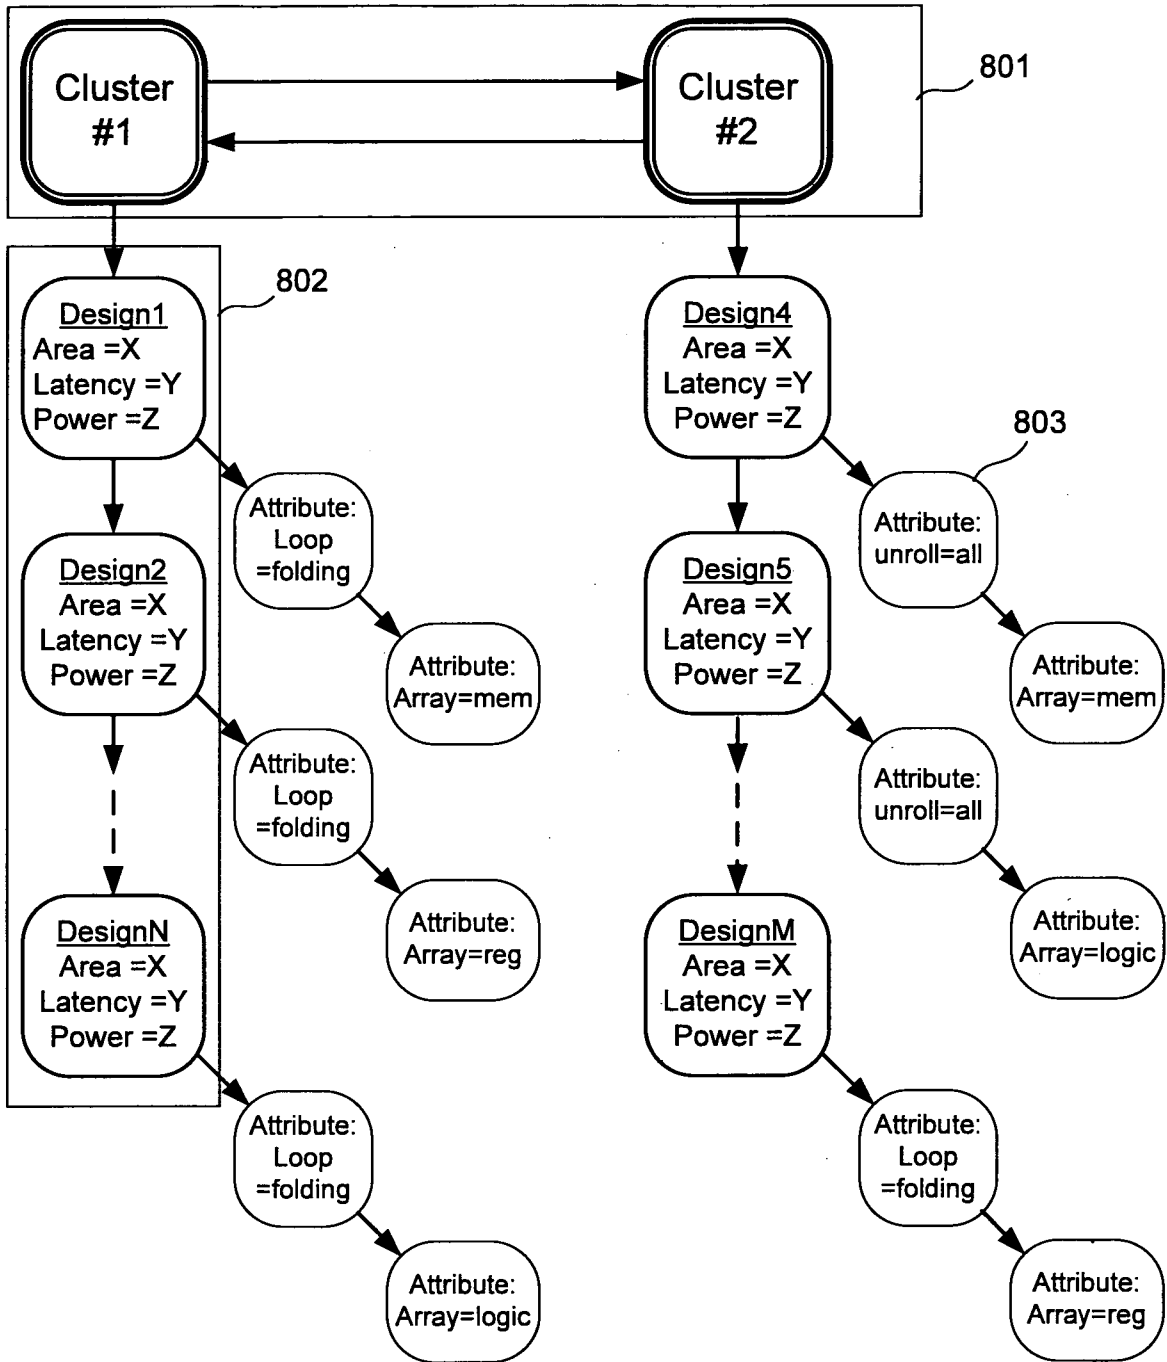 Cluster
#1
Cluster
#2
801
802
Design1
Area =X
Latency =Y
Power =Z
Design4
Area =X
Latency =Y
Power =Z
803
Attribute:
Loop
=folding
Attribute:
unroll=all
Design2
Area =X
Latency =Y
Power =Z
Design5
Area =X
Latency =Y
Power =Z
Attribute:
Array=mem
Attribute:
Array=mem
Attribute:
Loop
=folding
Attribute:
unroll=all
Attribute:
Array=reg
Attribute:
Array=logic
DesignN
Area =X
Latency =Y
Power =Z
DesignM
Area =X
Latency =Y
Power =Z
Attribute:
Loop
=folding
Attribute:
Loop
=folding
Attribute:
Array=logic
Attribute:
Array=reg